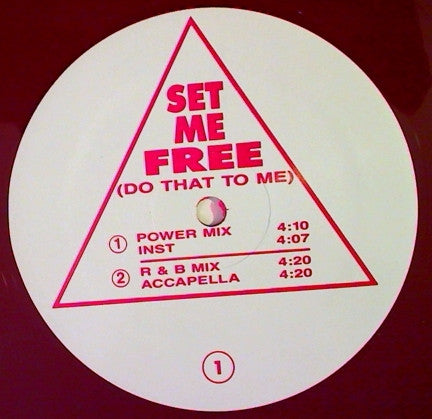 SET
ME
FREE
(DO THAT TO ME)
① POWER MIX 4:10
INST 4:07
② R & B MIX 4:20
ACCAPELLA 4:20
①